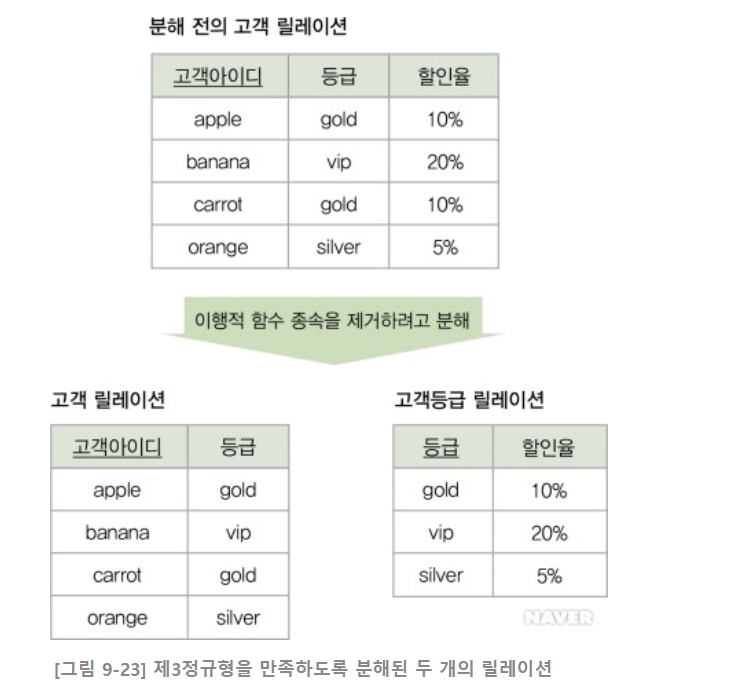 분해 전의 고객 릴레이션
고객아이디 등급 할인율
apple gold 10%
banana vip 20%
carrot gold 10%
orange silver 5%
이행적 함수 종속을 제거하려고 분해
고객 릴레이션
고객아이디 등급
apple gold
banana vip
carrot gold
orange silver
고객등급 릴레이션
등급 할인율
gold 10%
vip 20%
silver 5%
NAVER
[그림 9-23] 제3정규형을 만족하도록 분해된 두 개의 릴레이션